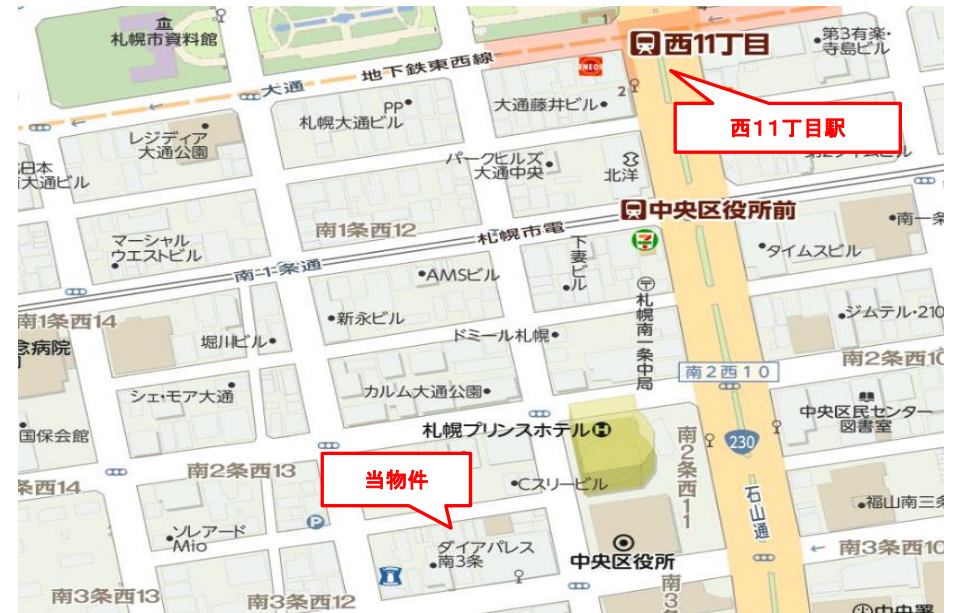 札幌市資料館
1
西11丁目
第3有楽・
寺島ビル
地下鉄東西線
ENEOS
大通
PP
札幌大通ビル
大通藤井ビル
2
西11丁目駅
レジディア
大通公園
パークヒルズ
大通中央
北洋
日本
大通ビル
中央区役所前
南1条西12
札幌市電
南一条
マーシャル
ウエストビル
下妻ビル
タイムスビル
南1条通
AMSビル
〒札幌南一条中局
南1条西14
新永ビル
ジムテル・210
念病院
堀川ビル
ドミール札幌
南2条西10
南2西10
シェ・モア大通
カルム大通公園
中央区民センター
図書室
国保会館
札幌プリンスホテル
H
230
南2条西11
南2条西13
当物件
条西14
Cスリービル
石山通
福山南三条
P
ソレアード
Mio
ダイアパレス
南3条
中央区役所
南3条西10
南3条西13
南3条西12
南3
中央署